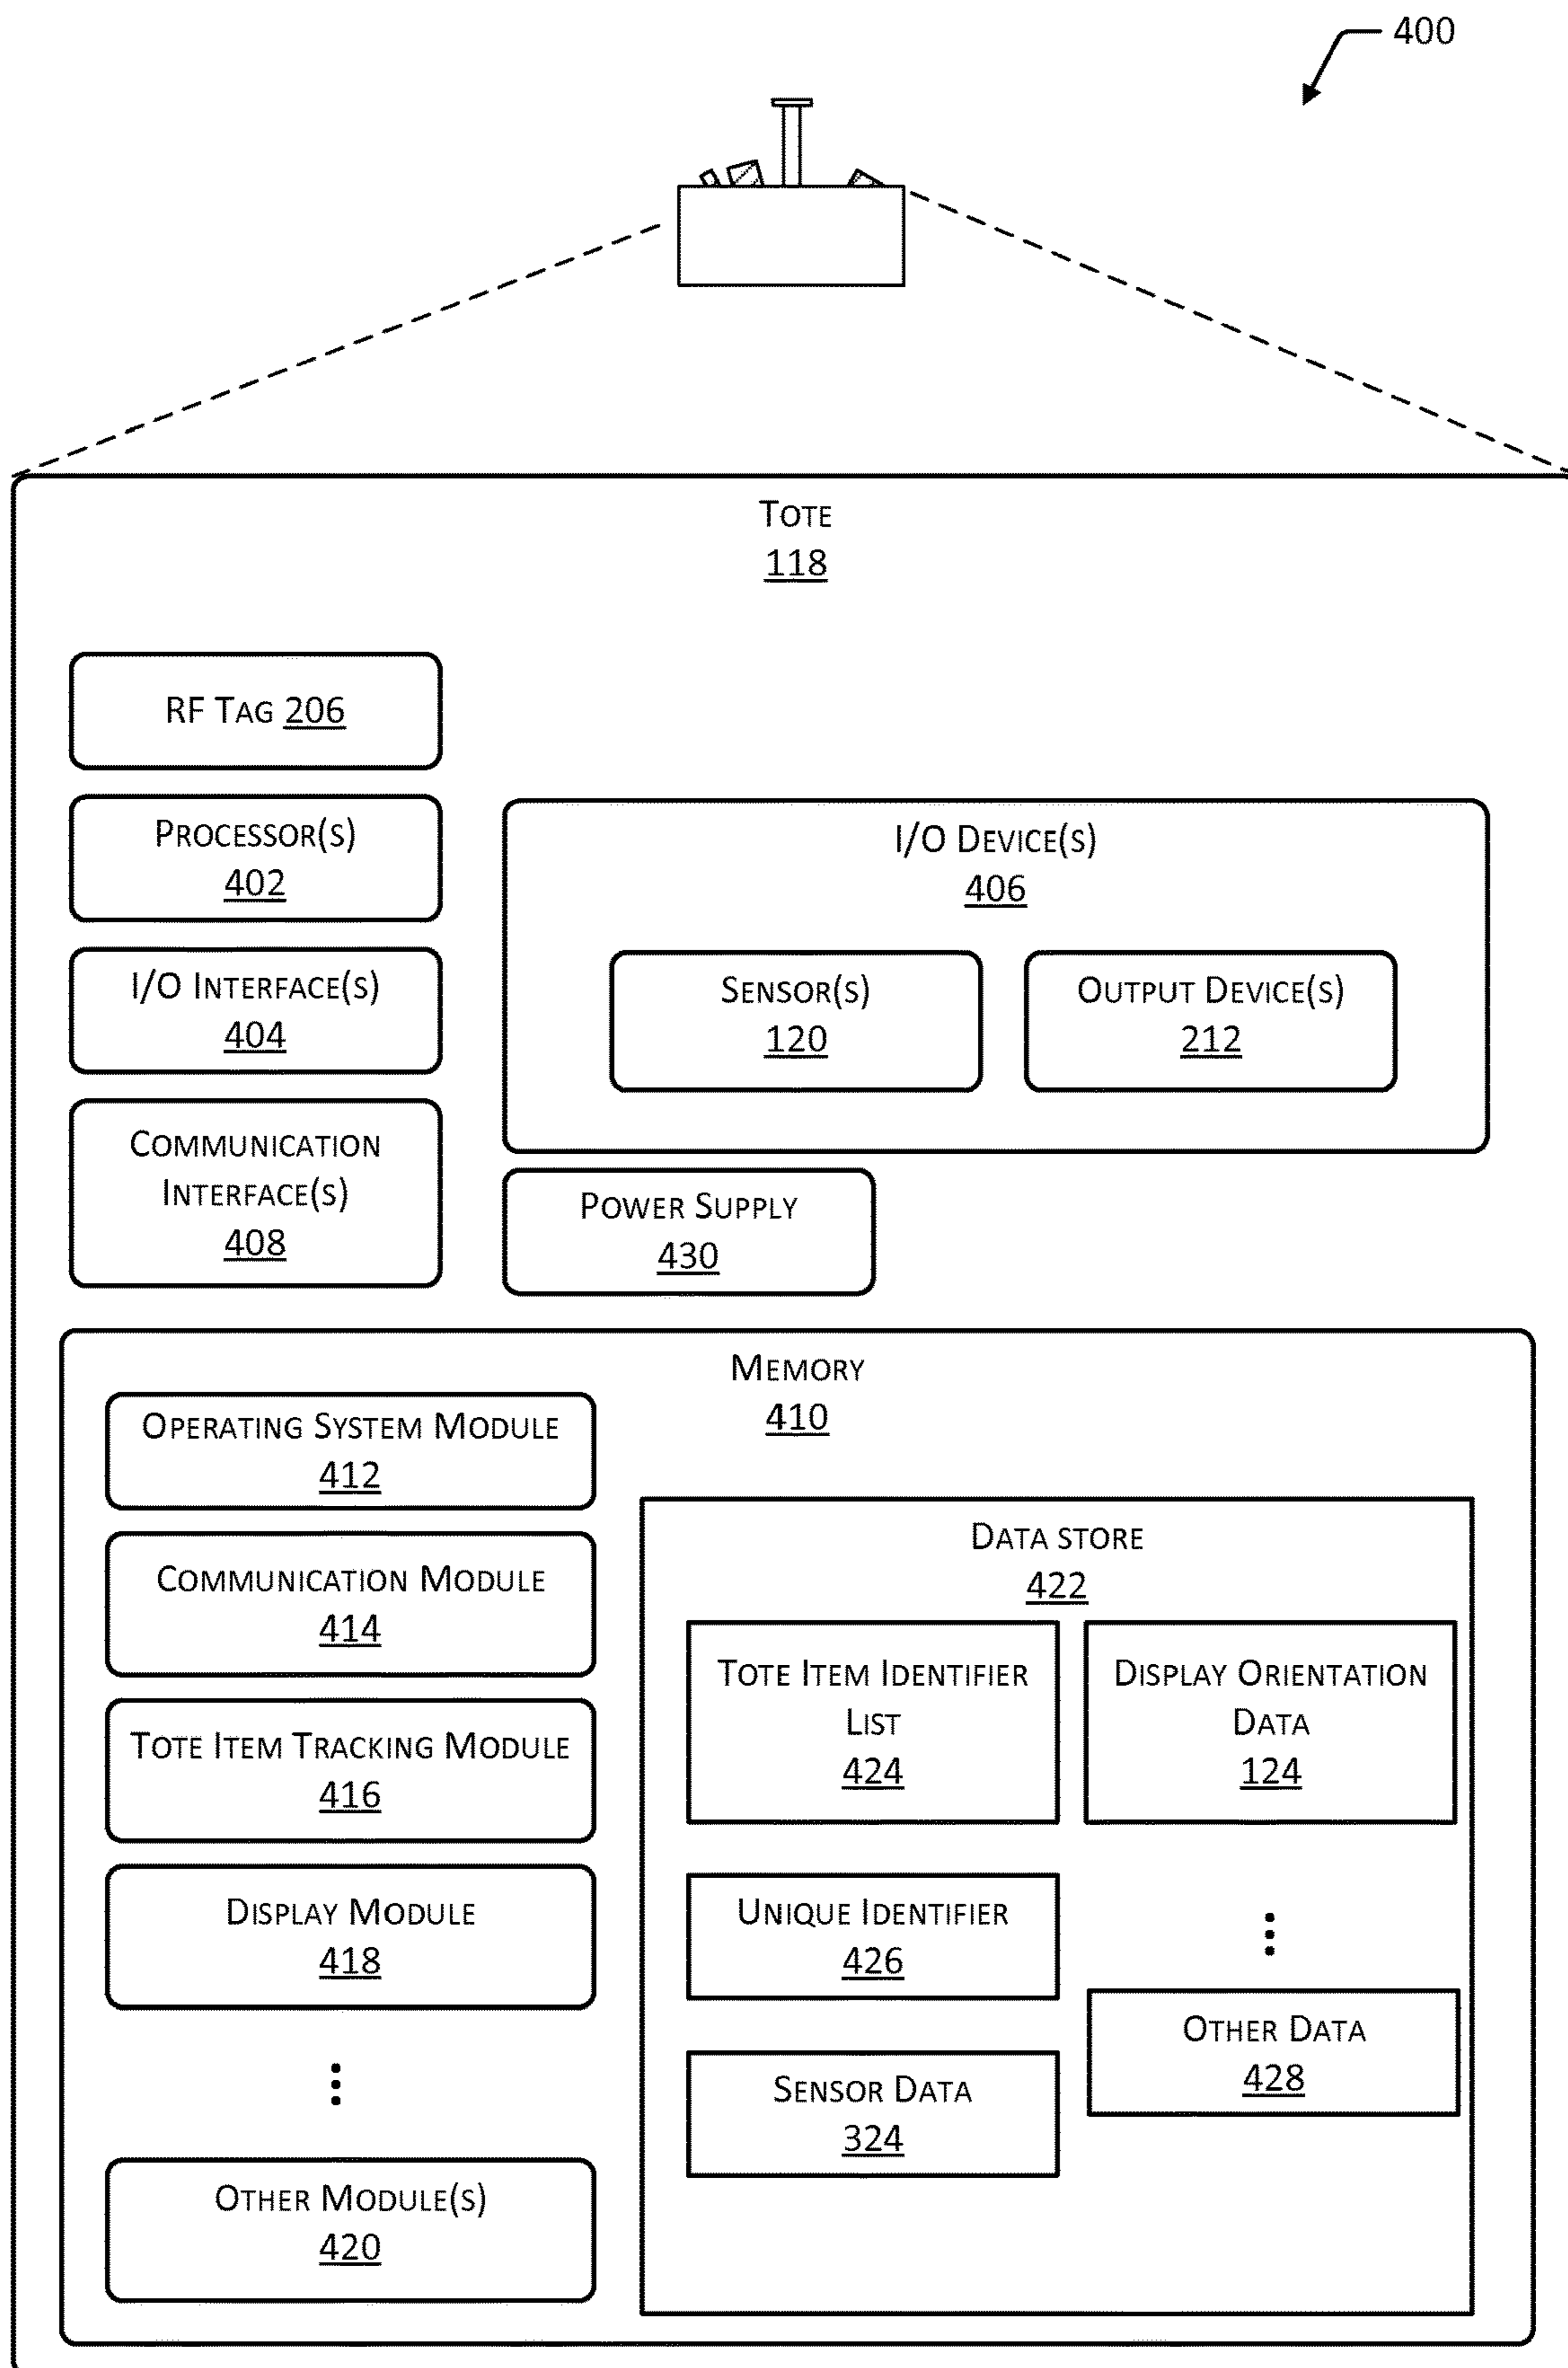 400
TOTE
118
RF TAG 206
PROCESSOR(S)
402
I/O INTERFACE(S)
404
COMMUNICATION
INTERFACE(S)
408
I/O DEVICE(S)
406
SENSOR(S)
120
OUTPUT DEVICE(S)
212
POWER SUPPLY
430
MEMORY
410
OPERATING SYSTEM MODULE
412
COMMUNICATION MODULE
414
TOTE ITEM TRACKING MODULE
416
DISPLAY MODULE
418
OTHER MODULE(S)
420
DATA STORE
422
TOTE ITEM IDENTIFIER
LIST
424
DISPLAY ORIENTATION
DATA
124
UNIQUE IDENTIFIER
426
OTHER DATA
428
SENSOR DATA
324